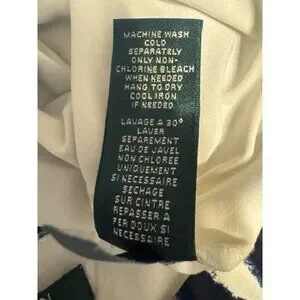 MACHINE WASH
COLD
SEPARATELY
ONLY NON-
CHLORINE BLEACH
WHEN NEEDED
HANG TO DRY
COOL IRON
IF NEEDED
LAVAGE A 30°
LAVER
SEPAREMENT
EAU DE JAVEL
NON CHLOREE
UNIQUEMENT
SI NECESSAIRE
SECHAGE
SUR CINTRE
REPASSER A
FER DOUX SI
NECESSAIRE